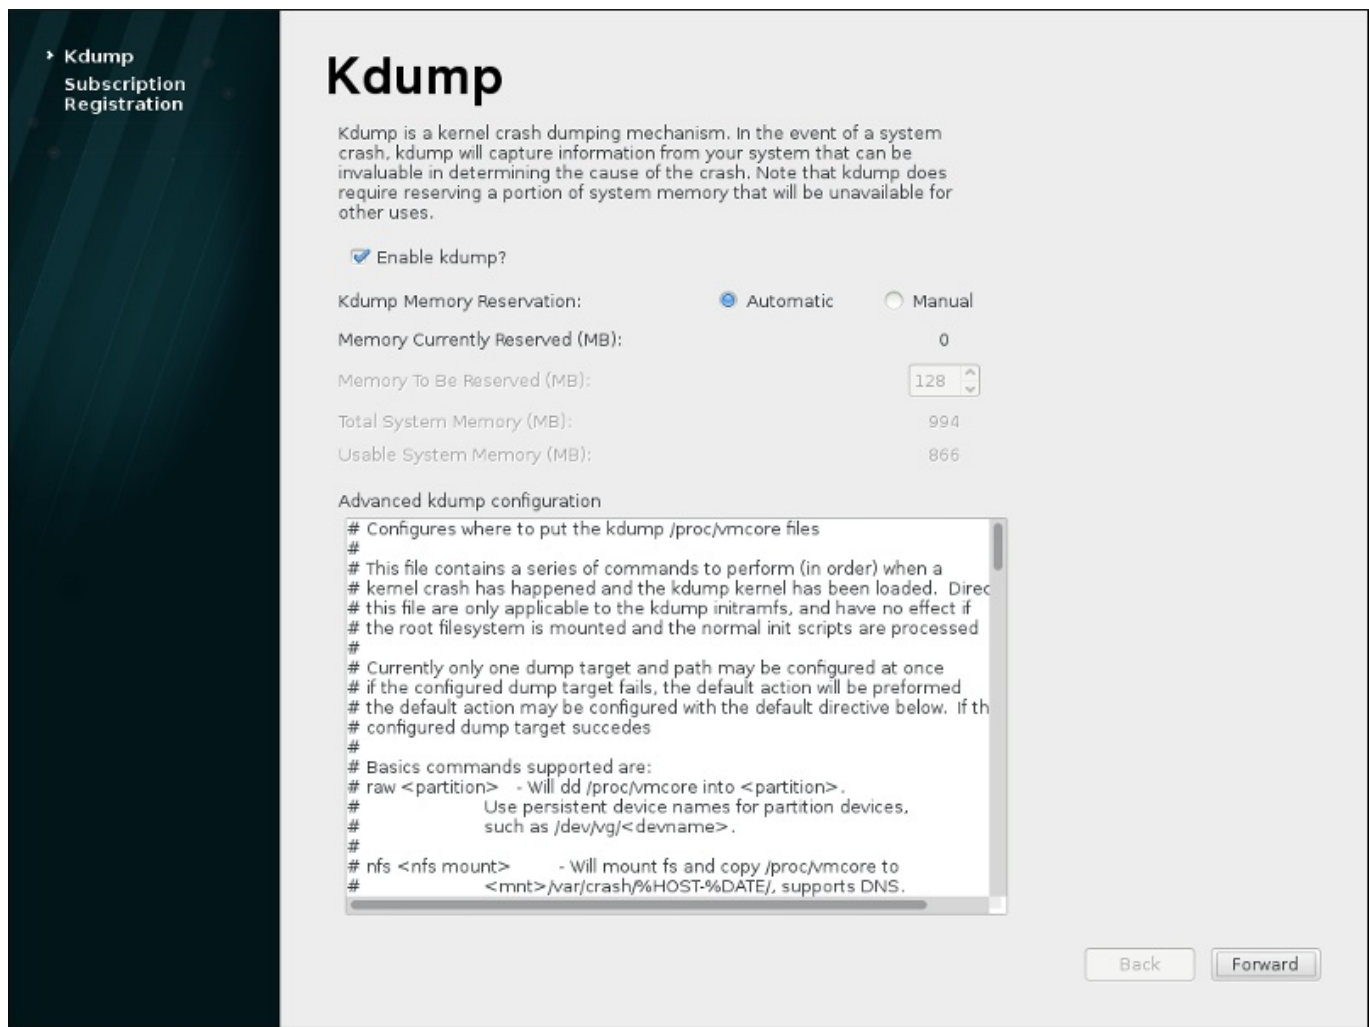 Kdump
Subscription
Registration
Kdump
Kdump is a kernel crash dumping mechanism. In the event of a system
crash, kdump will capture information from your system that can be
invaluable in determining the cause of the crash. Note that kdump does
require reserving a portion of system memory that will be unavailable for
other uses.
Enable kdump?
Kdump Memory Reservation: Automatic Manual
Memory Currently Reserved (MB): 0
Memory To Be Reserved (MB): 128
Total System Memory (MB): 994
Usable System Memory (MB): 866
Advanced kdump configuration
# Configures where to put the kdump /proc/vmcore files
#
# This file contains a series of commands to perform (in order) when a
# kernel crash has happened and the kdump kernel has been loaded.  Direc
# this file are only applicable to the kdump initramfs, and have no effect if
# the root filesystem is mounted and the normal init scripts are processed
#
# Currently only one dump target and path may be configured at once
# if the configured dump target fails, the default action will be preformed
# the default action may be configured with the default directive below.  If th
# configured dump target succedes
#
# Basics commands supported are:
# raw <partition>   - Will dd /proc/vmcore into <partition>.
#                 Use persistent device names for partition devices,
#                 such as /dev/vg/<devname>.
#
# nfs <nfs mount>       - Will mount fs and copy /proc/vmcore to
#                 <mnt>/var/crash/%HOST-%DATE/, supports DNS.
Back Forward